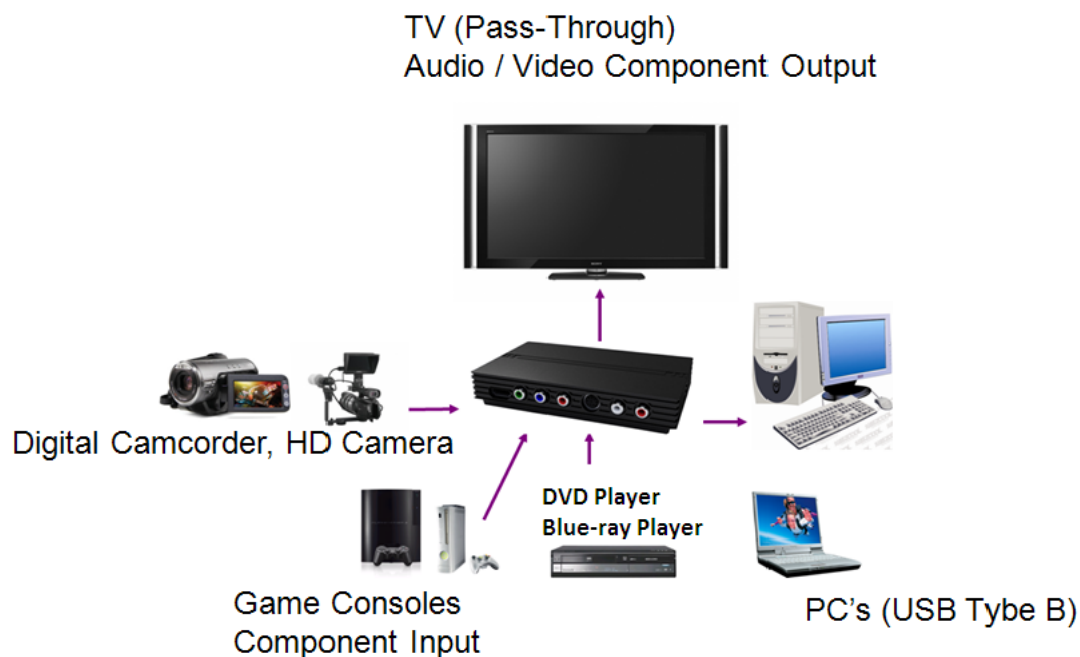 TV (Pass-Through)
Audio / Video Component Output
Digital Camcorder, HD Camera
DVD Player
Blue-ray Player
Game Consoles
Component Input
PC's (USB Tybe B)